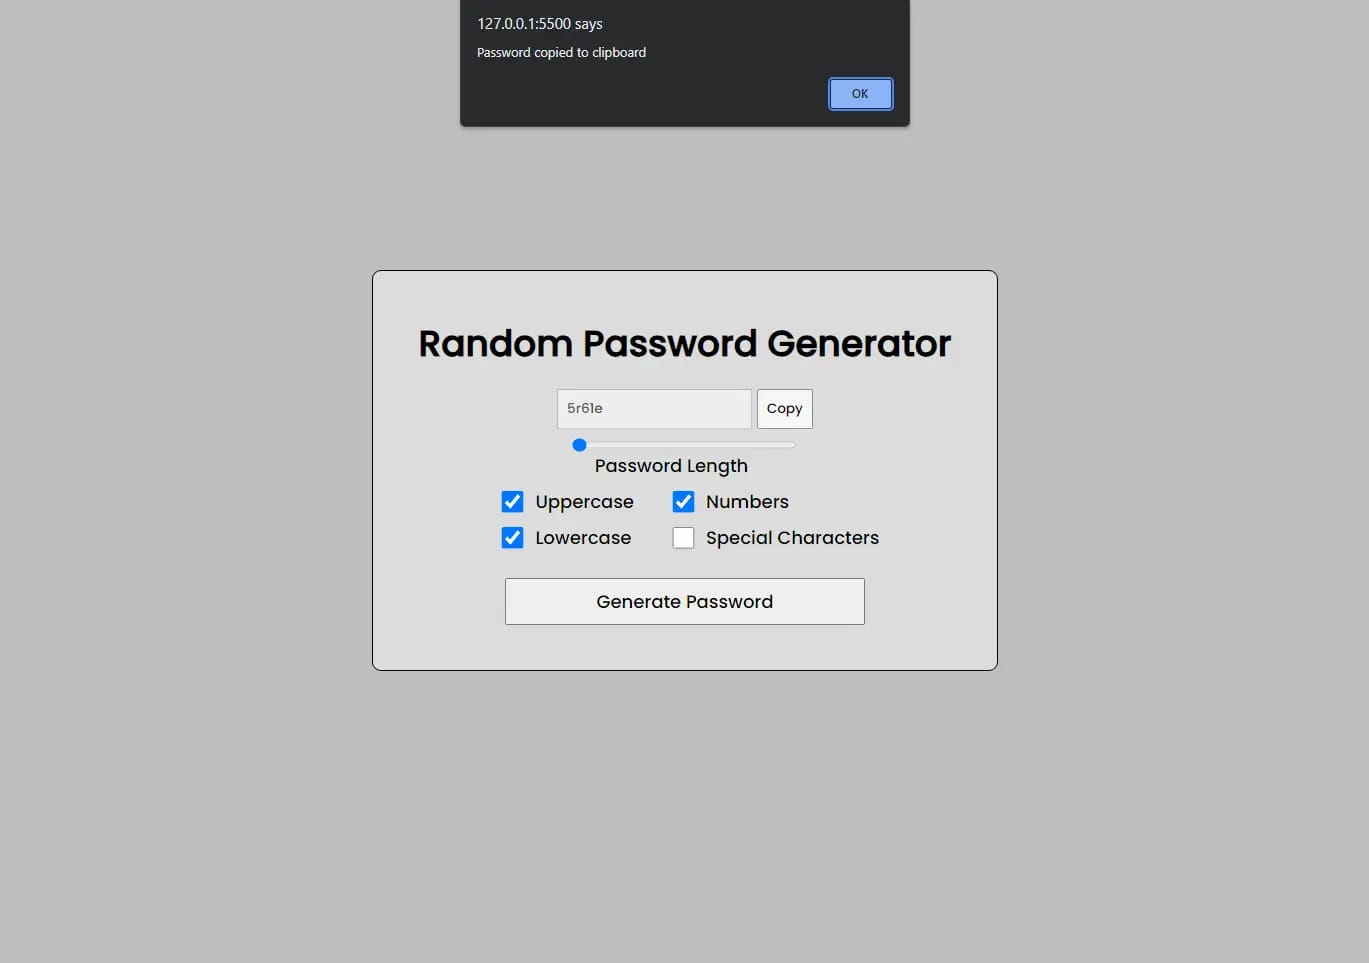 127.0.0.1:5500 says
Password copied to clipboard
OK
Random Password Generator
5r61e
Copy
Password Length
Uppercase
Numbers
Lowercase
Special Characters
Generate Password